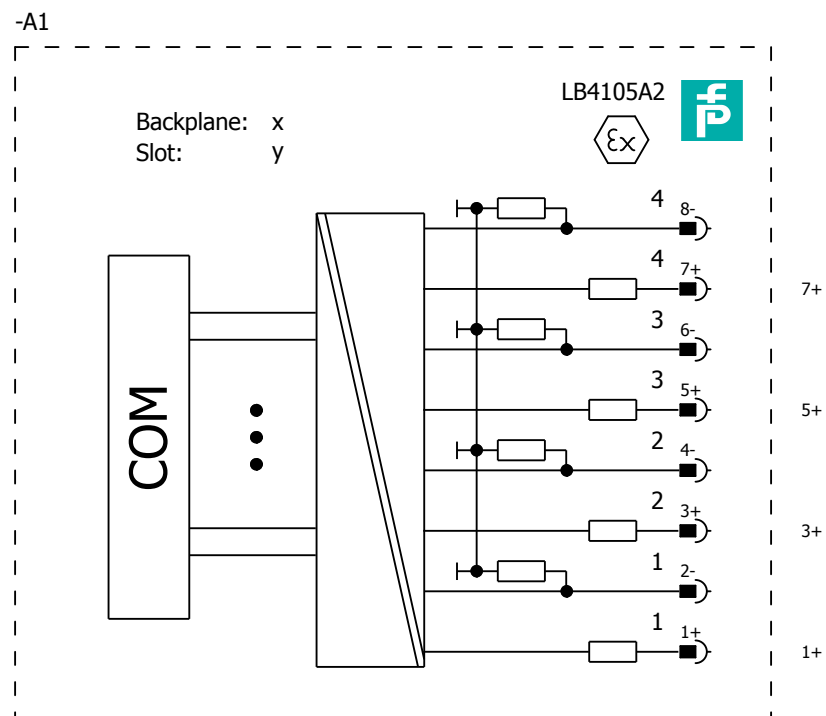 -A1
LB4105A2
Backplane: x
Slot: y
Ex
4 8-
4 7+ 7+
3 6-
3 5+ 5+
COM
2 4-
2 3+ 3+
1 2-
1 1+ 1+